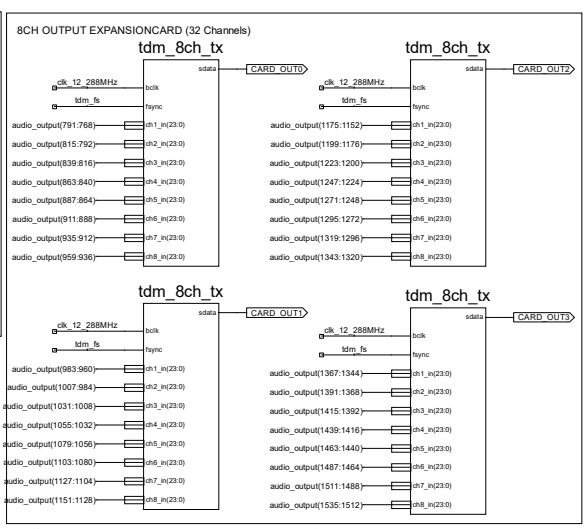 8CH OUTPUT EXPANSIONCARD (32 Channels)
tdm_8ch_tx
sdata
CARD_OUT0
clk_12_288MHz
bclk
tdm_fs
fsync
audio_output(791:768)
ch1_in(23:0)
audio_output(815:792)
ch2_in(23:0)
audio_output(839:816)
ch3_in(23:0)
audio_output(863:840)
ch4_in(23:0)
audio_output(887:864)
ch5_in(23:0)
audio_output(911:888)
ch6_in(23:0)
audio_output(935:912)
ch7_in(23:0)
audio_output(959:936)
ch8_in(23:0)
tdm_8ch_tx
sdata
CARD_OUT2
clk_12_288MHz
bclk
tdm_fs
fsync
audio_output(1175:1152)
ch1_in(23:0)
audio_output(1199:1176)
ch2_in(23:0)
audio_output(1223:1200)
ch3_in(23:0)
audio_output(1247:1224)
ch4_in(23:0)
audio_output(1271:1248)
ch5_in(23:0)
audio_output(1295:1272)
ch6_in(23:0)
audio_output(1319:1296)
ch7_in(23:0)
audio_output(1343:1320)
ch8_in(23:0)
tdm_8ch_tx
sdata
CARD_OUT1
clk_12_288MHz
bclk
tdm_fs
fsync
audio_output(983:960)
ch1_in(23:0)
audio_output(1007:984)
ch2_in(23:0)
audio_output(1031:1008)
ch3_in(23:0)
audio_output(1055:1032)
ch4_in(23:0)
audio_output(1079:1056)
ch5_in(23:0)
audio_output(1103:1080)
ch6_in(23:0)
audio_output(1127:1104)
ch7_in(23:0)
audio_output(1151:1128)
ch8_in(23:0)
tdm_8ch_tx
sdata
CARD_OUT3
clk_12_288MHz
bclk
tdm_fs
fsync
audio_output(1367:1344)
ch1_in(23:0)
audio_output(1391:1368)
ch2_in(23:0)
audio_output(1415:1392)
ch3_in(23:0)
audio_output(1439:1416)
ch4_in(23:0)
audio_output(1463:1440)
ch5_in(23:0)
audio_output(1487:1464)
ch6_in(23:0)
audio_output(1511:1488)
ch7_in(23:0)
audio_output(1535:1512)
ch8_in(23:0)